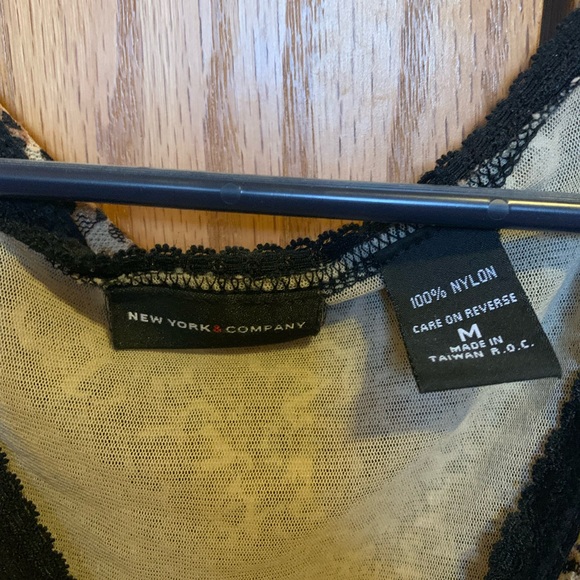 NEW YORK & COMPANY
100% NYLON
CARE ON REVERSE
M
MADE IN
TAIWAN R.O.C.